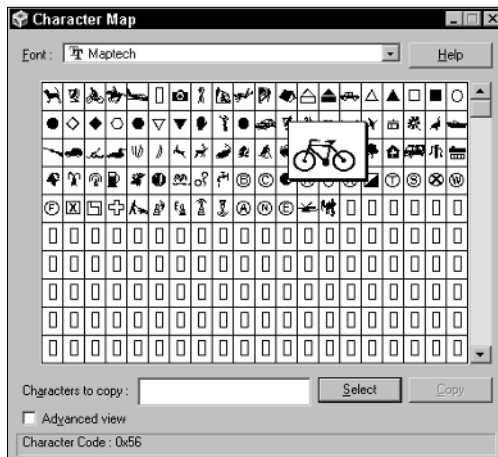 Character Map
Font : Maptech Help
Characters to copy : Select Copy
Advanced view
Character Code : 0x56